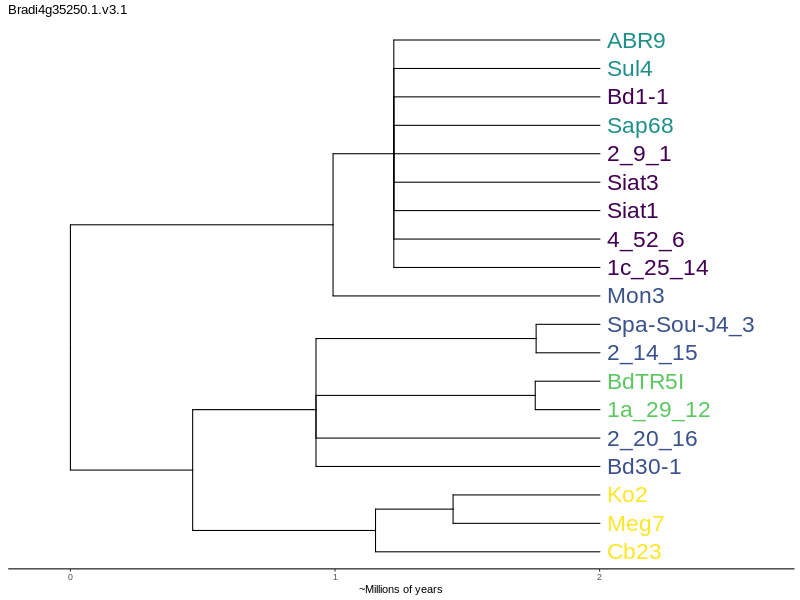 Bradi4g35250.1.v3.1
ABR9
Sul4
Bd1-1
Sap68
2_9_1
Siat3
Siat1
4_52_6
1c_25_14
Mon3
Spa-Sou-J4_3
2_14_15
BdTR5I
1a_29_12
2_20_16
Bd30-1
Ko2
Meg7
Cb23
0 1 2
~Millions of years